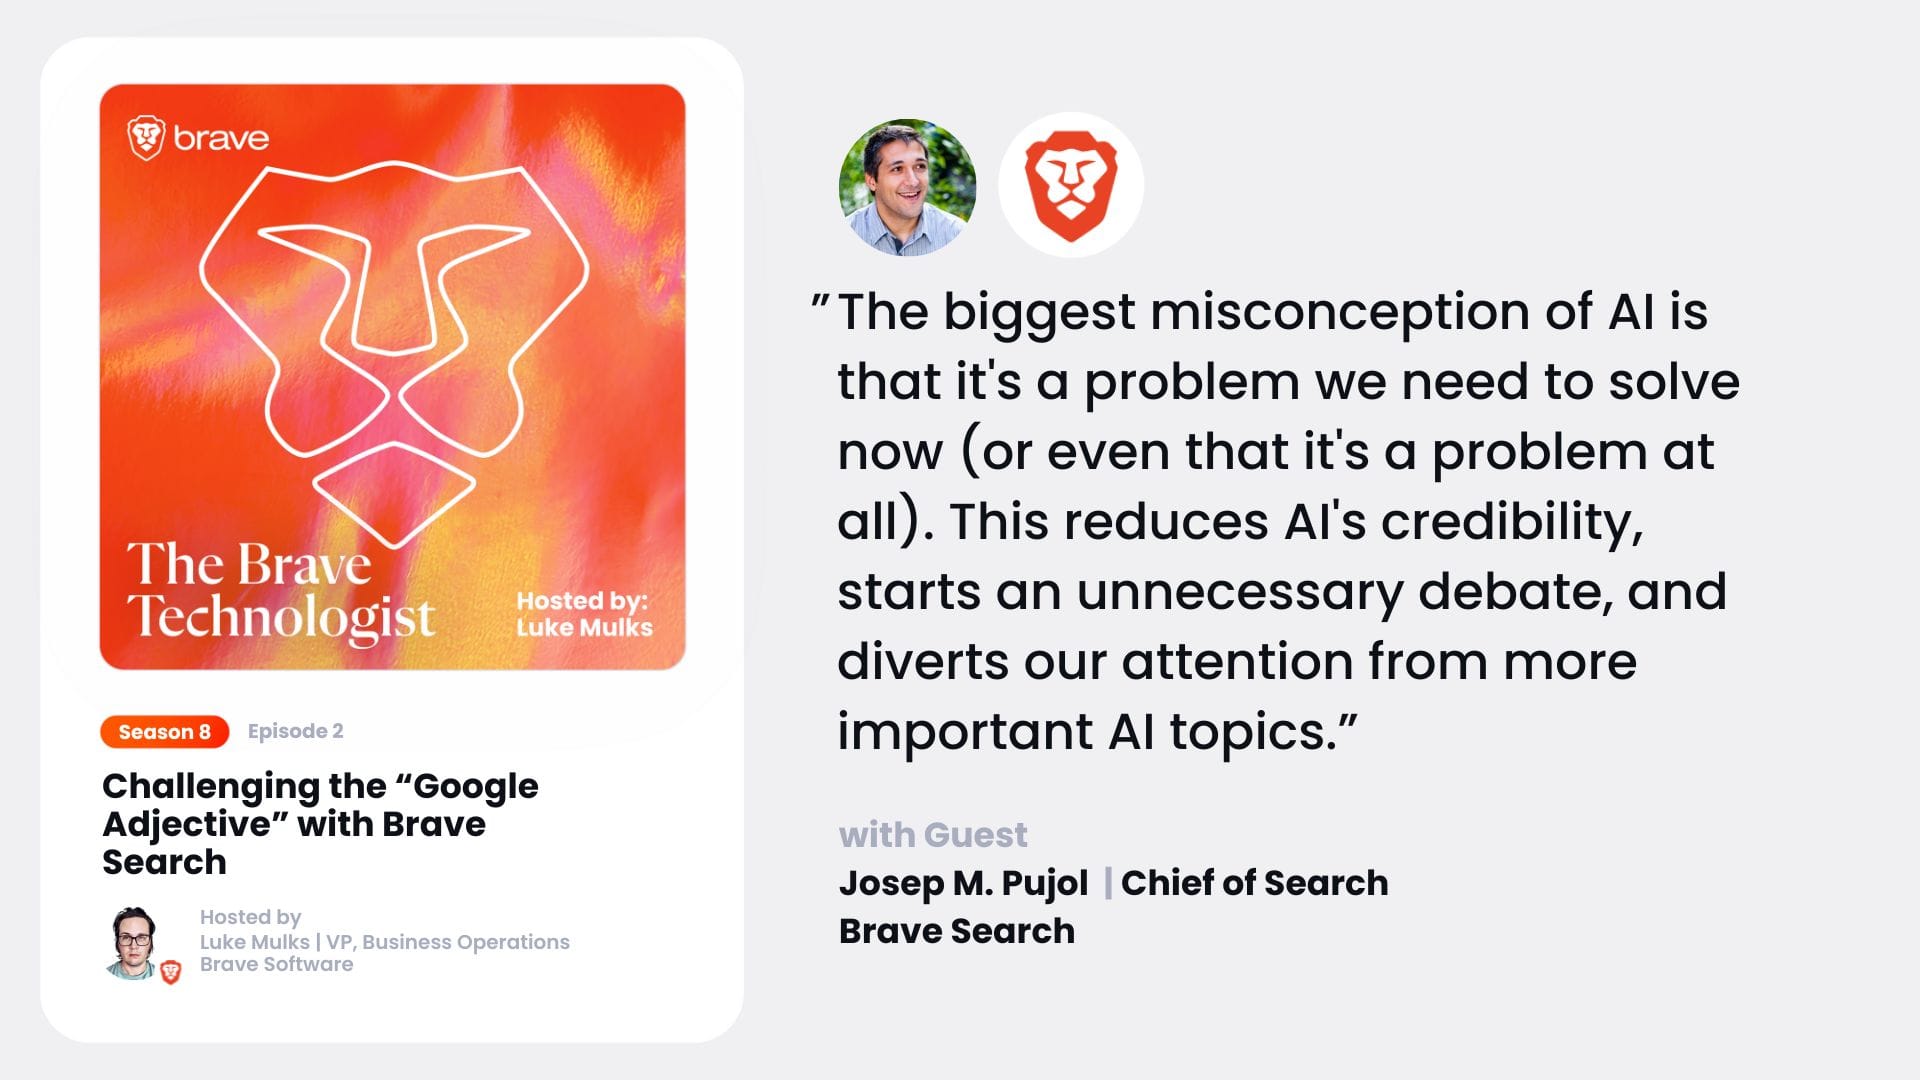 brave
The Brave
Technologist
Hosted by:
Luke Mulks
Season 8
Episode 2
Challenging the “Google
Adjective” with Brave
Search
Hosted by
Luke Mulks | VP, Business Operations
Brave Software
”The biggest misconception of AI is
that it's a problem we need to solve
now (or even that it's a problem at
all). This reduces AI's credibility,
starts an unnecessary debate, and
diverts our attention from more
important AI topics.”
with Guest
Josep M. Pujol | Chief of Search
Brave Search